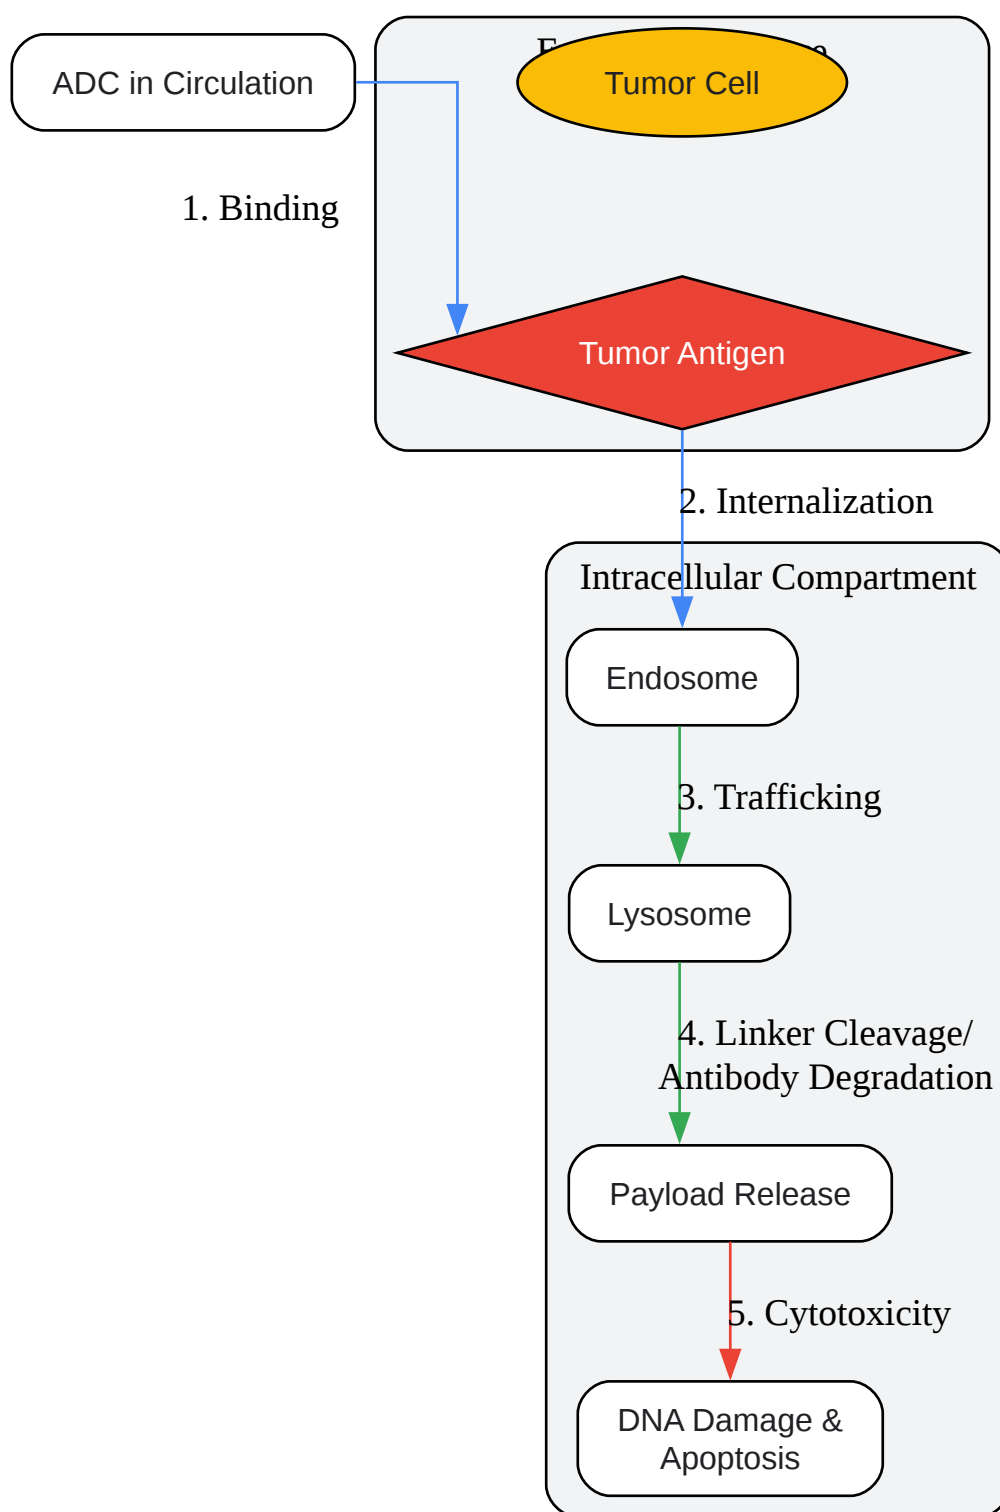 ADC in Circulation
Tumor Cell
1. Binding
Tumor Antigen
2. Internalization
Intracellular Compartment
Endosome
3. Trafficking
Lysosome
4. Linker Cleavage/
Antibody Degradation
Payload Release
5. Cytotoxicity
DNA Damage &
Apoptosis